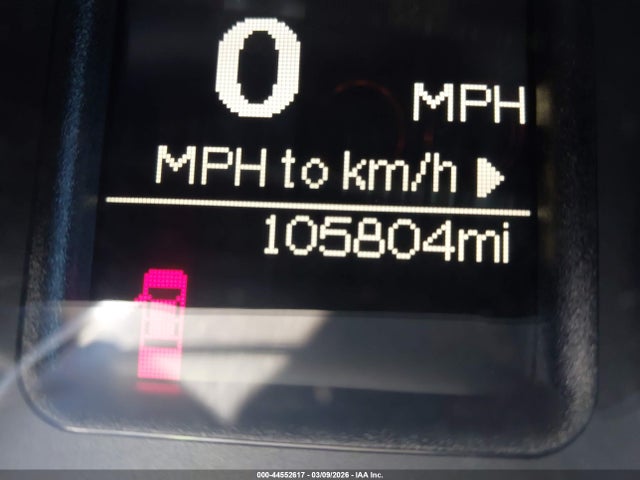 0
MPH
MPH to km/h
105804mi
000-44552617 - 03/09/2026 - IAA Inc.